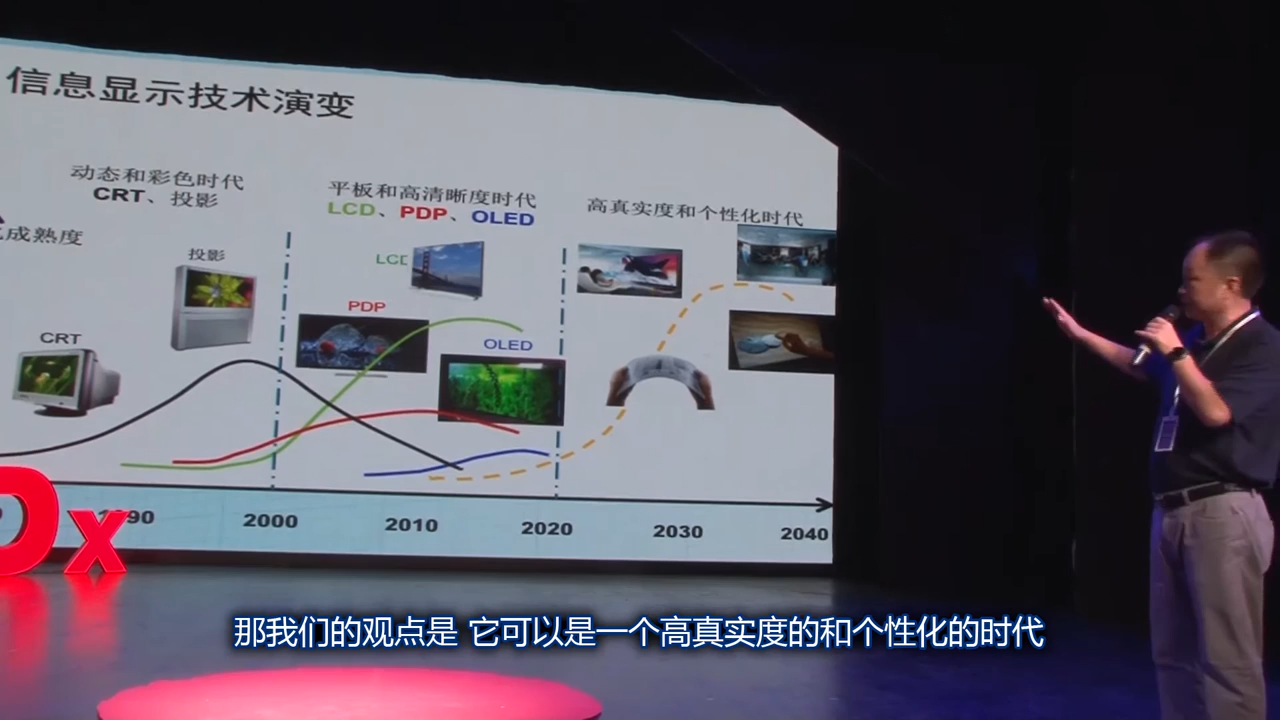 信息显示技术演变
动态和彩色时代
CRT、投影
平板和高清晰度时代
LCD、PDP、OLED
高真实度和个性化时代
成熟度
投影
LCD
PDP
CRT
OLED
1990
2000
2010
2020
2030
2040
Dx
那我们的观点是 它可以是一个高真实度的和个性化的时代